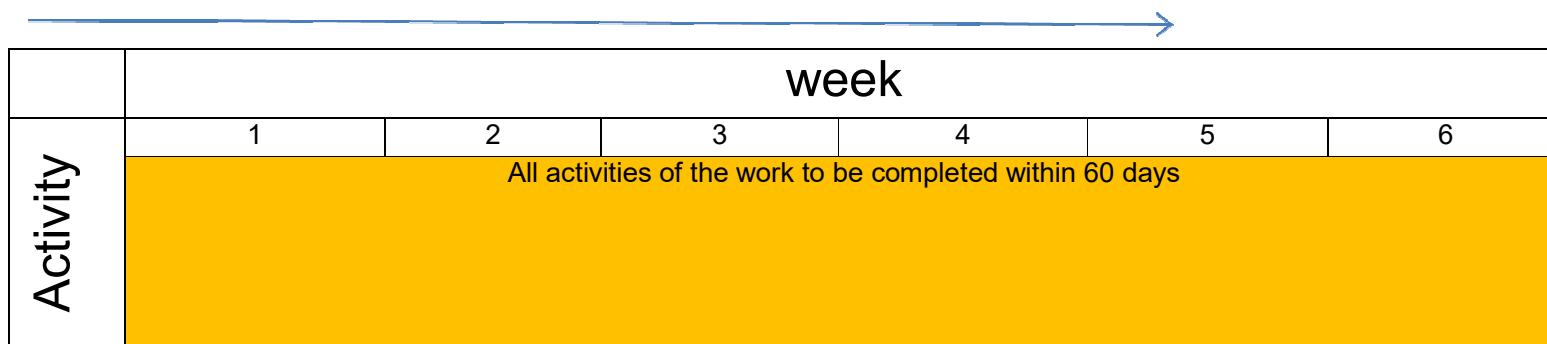 week
1 2 3 4 5 6
Activity
All activities of the work to be completed within 60 days